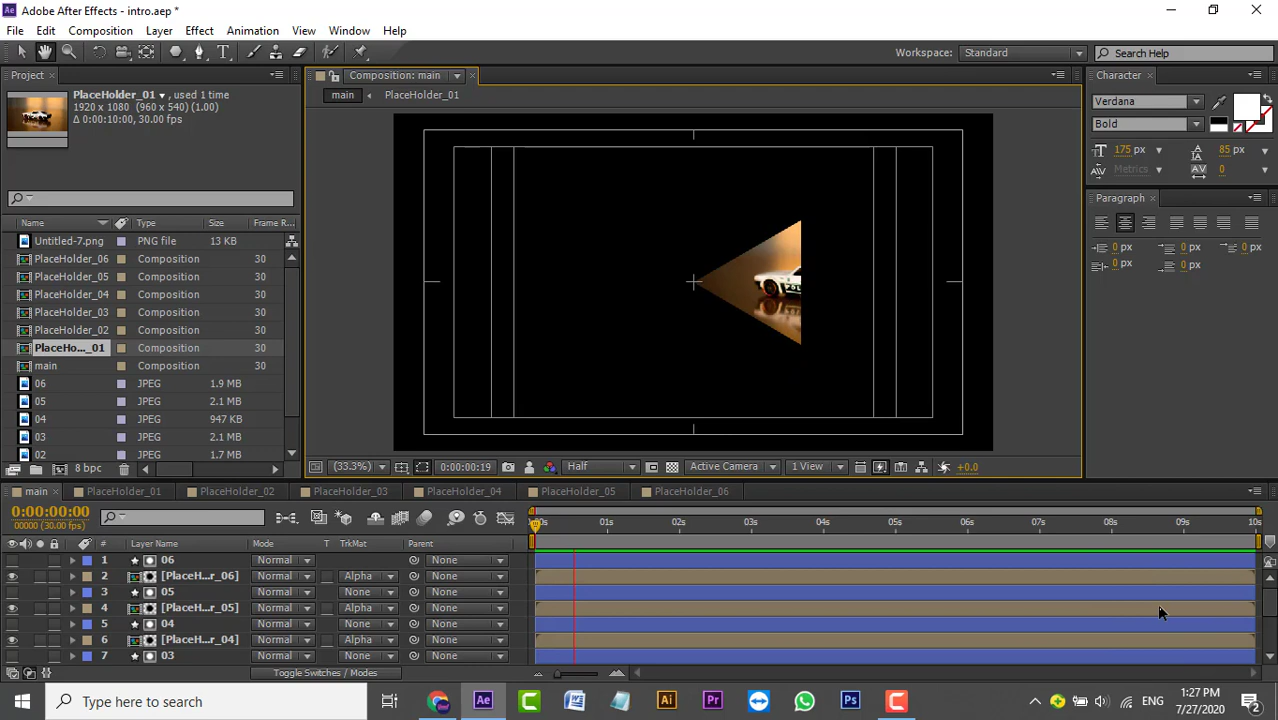 Adobe After Effects - intro.aep *
File Edit Composition Layer Effect Animation View Window Help
Workspace: Standard Search Help
Project
PlaceHolder_01 , used 1 time
1920 x 1080 (960 x 540) (1.00)
Δ 0:00:10:00, 30.00 fps
Name Type Size Frame R...
Untitled-7.png PNG file 13 KB
PlaceHolder_06 Composition 30
PlaceHolder_05 Composition 30
PlaceHolder_04 Composition 30
PlaceHolder_03 Composition 30
PlaceHolder_02 Composition 30
PlaceHo..._01 Composition 30
main Composition 30
06 JPEG 1.9 MB
05 JPEG 2.1 MB
04 JPEG 947 KB
03 JPEG 2.1 MB
02 JPEG 1.7 MB
8 bpc
Composition: main
main PlaceHolder_01
(33.3%) 0:00:00:19 Half Active Camera 1 View +0.0
Character
Verdana
Bold
175 px 85 px
Metrics 0
Paragraph
0 px 0 px 0 px
0 px 0 px
main PlaceHolder_01 PlaceHolder_02 PlaceHolder_03 PlaceHolder_04 PlaceHolder_05 PlaceHolder_06
0:00:00:00
00000 (30.00 fps)
01s 02s 03s 04s 05s 06s 07s 08s 09s 10s
# Layer Name Mode T TrkMat Parent
1 06 Normal None
2 [PlaceH...r_06] Normal Alpha None
3 05 Normal None None
4 [PlaceH...r_05] Normal Alpha None
5 04 Normal None None
6 [PlaceH...r_04] Normal Alpha None
7 03 Normal None None
Toggle Switches / Modes
Type here to search
ENG
1:27 PM
7/27/2020
2